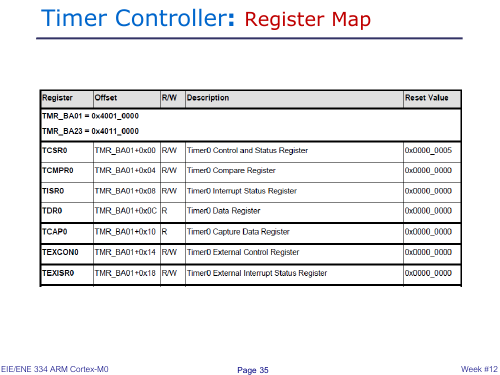 Timer Controller: Register Map
Register Offset R/W Description Reset Value
TMR_BA01 = 0x4001_0000
TMR_BA23 = 0x4011_0000
TCSR0 TMR_BA01+0x00 R/W Timer0 Control and Status Register 0x0000_0005
TCMPR0 TMR_BA01+0x04 R/W Timer0 Compare Register 0x0000_0000
TISR0 TMR_BA01+0x08 R/W Timer0 Interrupt Status Register 0x0000_0000
TDR0 TMR_BA01+0x0C R Timer0 Data Register 0x0000_0000
TCAP0 TMR_BA01+0x10 R Timer0 Capture Data Register 0x0000_0000
TEXCON0 TMR_BA01+0x14 R/W Timer0 External Control Register 0x0000_0000
TEXISR0 TMR_BA01+0x18 R/W Timer0 External Interrupt Status Register 0x0000_0000
EIE/ENE 334 ARM Cortex-M0 Page 35 Week #12